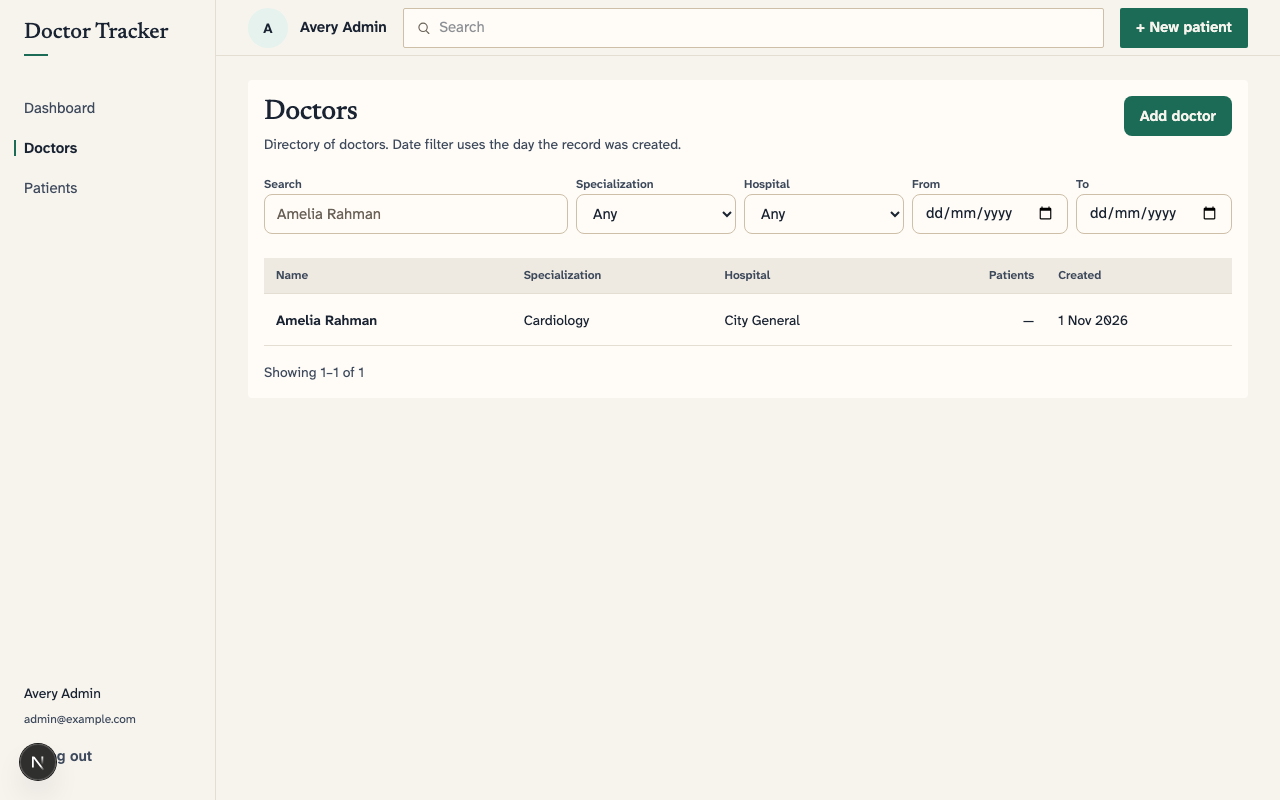 Doctor Tracker
Dashboard
Doctors
Patients
Avery Admin
admin@example.com
g out
N
A
Avery Admin
Search
+ New patient
Doctors
Add doctor
Directory of doctors. Date filter uses the day the record was created.
Search
Specialization
Hospital
From
To
Amelia Rahman
Any
Any
dd/mm/yyyy
dd/mm/yyyy
Name Specialization Hospital Patients Created
Amelia Rahman Cardiology City General — 1 Nov 2026
Showing 1–1 of 1